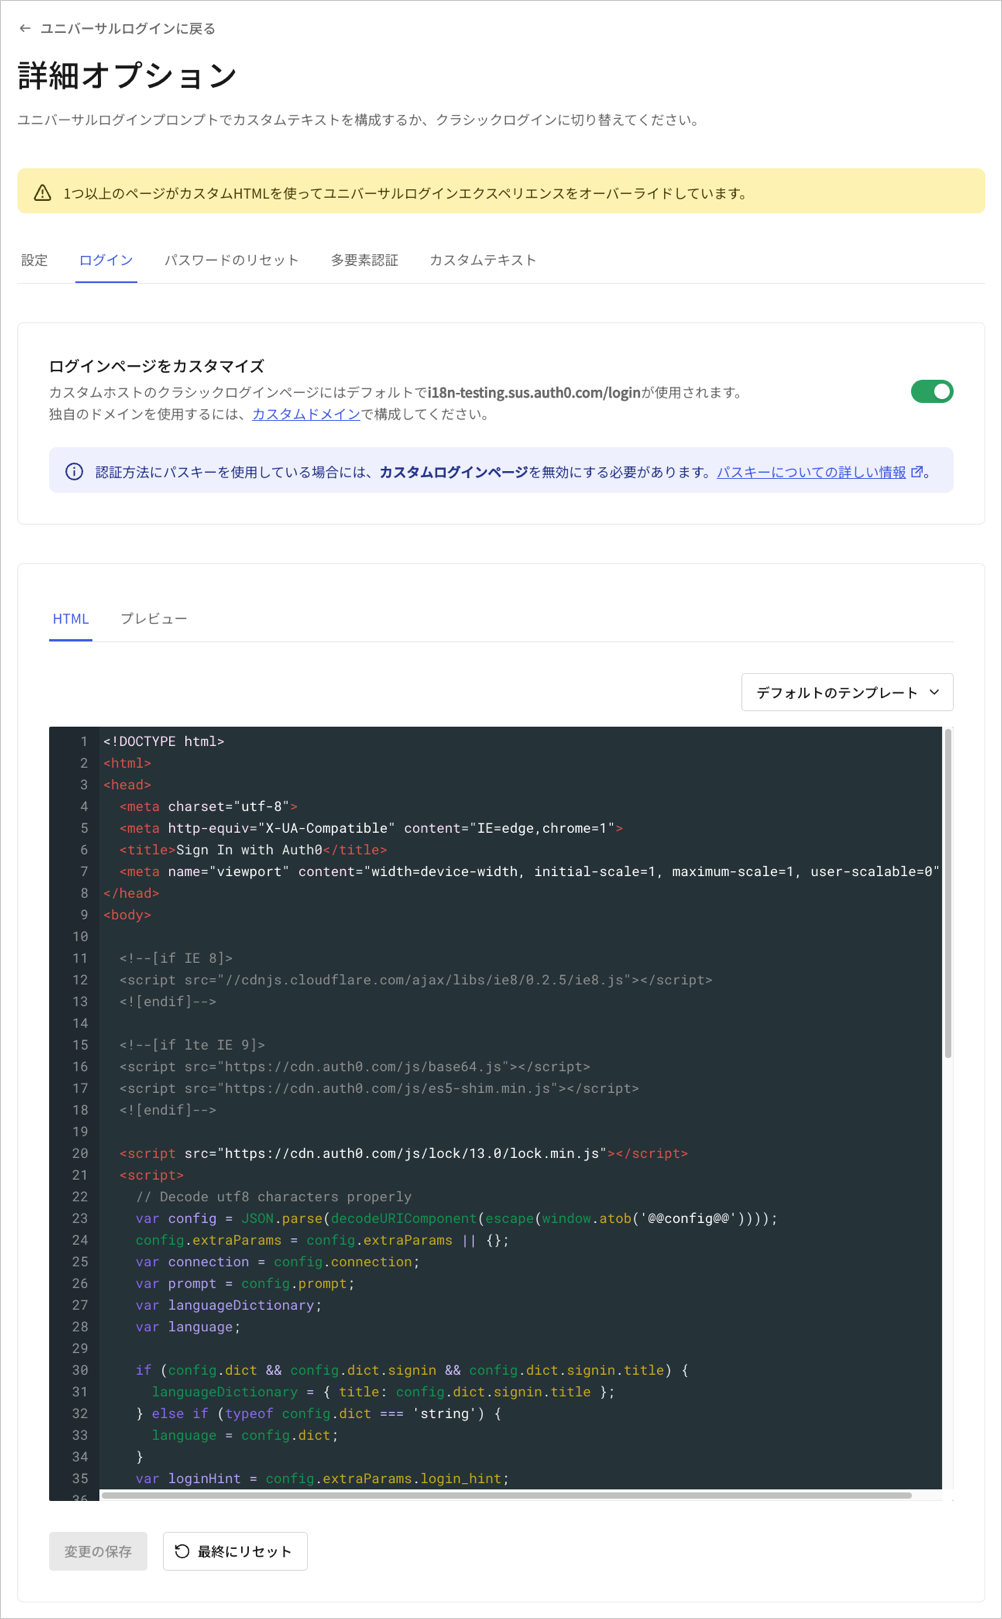 ← ユニバーサルログインに戻る
詳細オプション
ユニバーサルログインプロンプトでカスタムテキストを構成するか、クラシックログインに切り替えてください。
1つ以上のページがカスタムHTMLを使ってユニバーサルログインエクスペリエンスをオーバーライドしています。
設定 ログイン パスワードのリセット 多要素認証 カスタムテキスト
ログインページをカスタマイズ
カスタムホストのクラシックログインページにはデフォルトでi18n-testing.sus.auth0.com/loginが使用されます。
独自のドメインを使用するには、カスタムドメインで構成してください。
認証方法にパスキーを使用している場合には、カスタムログインページを無効にする必要があります。パスキーについての詳しい情報。
HTML プレビュー
デフォルトのテンプレート
1 <!DOCTYPE html>
2 <html>
3 <head>
4 <meta charset="utf-8">
5 <meta http-equiv="X-UA-Compatible" content="IE=edge,chrome=1">
6 <title>Sign In with Auth0</title>
7 <meta name="viewport" content="width=device-width, initial-scale=1, maximum-scale=1, user-scalable=0"
8 </head>
9 <body>
10
11 <!--[if IE 8]>
12 <script src="//cdnjs.cloudflare.com/ajax/libs/ie8/0.2.5/ie8.js"></script>
13 <![endif]-->
14
15 <!--[if lte IE 9]>
16 <script src="https://cdn.auth0.com/js/base64.js"></script>
17 <script src="https://cdn.auth0.com/js/es5-shim.min.js"></script>
18 <![endif]-->
19
20 <script src="https://cdn.auth0.com/js/lock/13.0/lock.min.js"></script>
21 <script>
22 // Decode utf8 characters properly
23 var config = JSON.parse(decodeURIComponent(escape(window.atob('@@config@@'))));
24 config.extraParams = config.extraParams || {};
25 var connection = config.connection;
26 var prompt = config.prompt;
27 var languageDictionary;
28 var language;
29
30 if (config.dict && config.dict.signin && config.dict.signin.title) {
31 languageDictionary = { title: config.dict.signin.title };
32 } else if (typeof config.dict === 'string') {
33 language = config.dict;
34 }
35 var loginHint = config.extraParams.login_hint;
36
変更の保存 最終にリセット